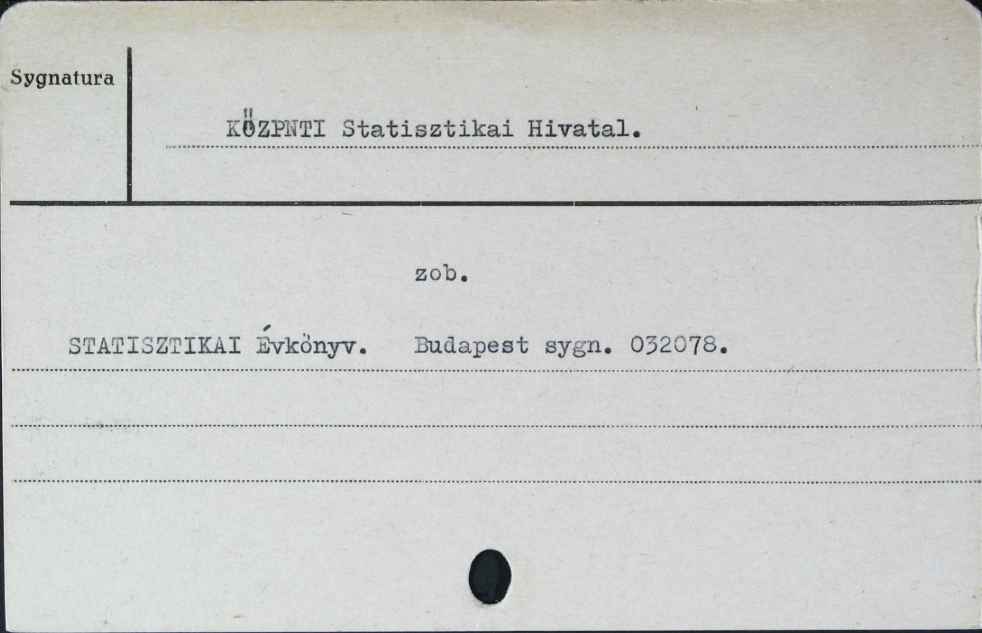 Sygnatura
KÖZPNTI Statisztikai Hivatal.
zob.
STATISZTIKAI Évkönyv. Budapest sygn. 032078.